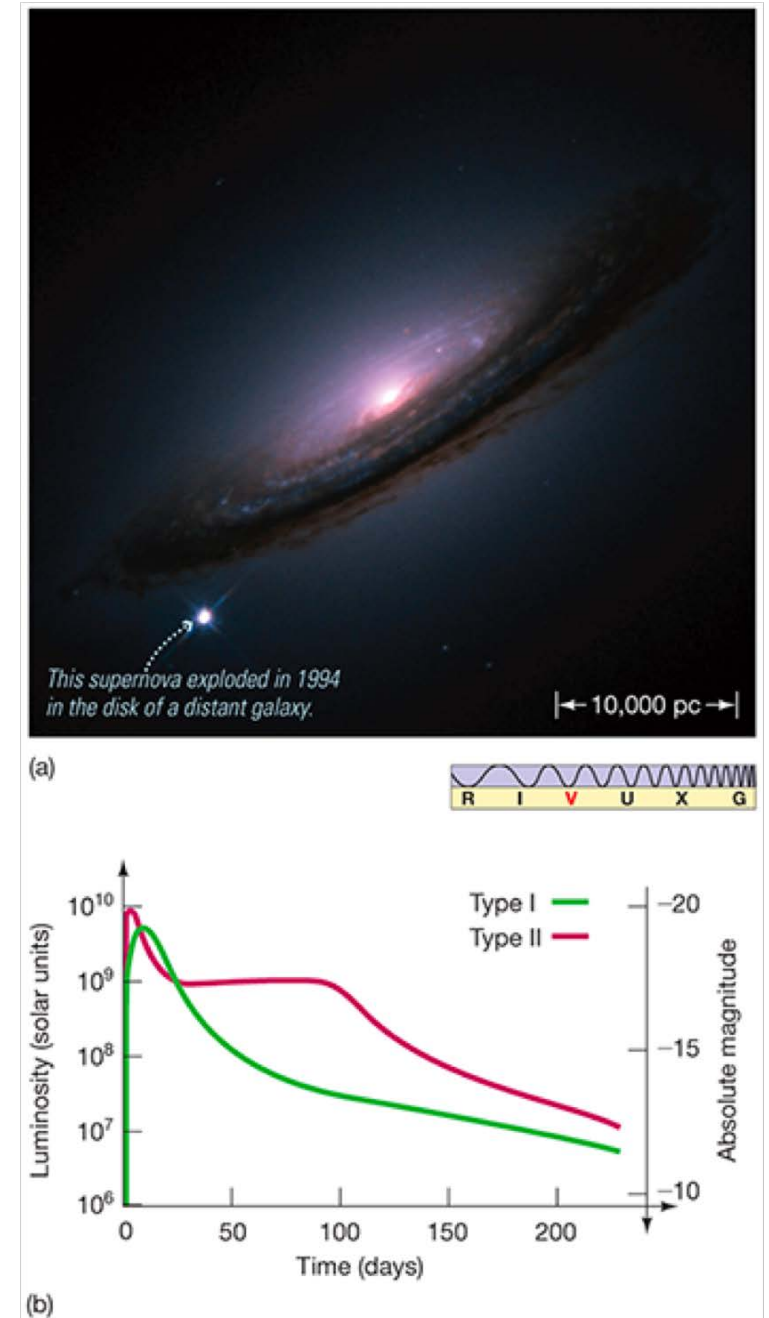 This supernova exploded in 1994
in the disk of a distant galaxy.
10,000 pc
(a)
R I V U X G
Type I
Type II
Luminosity (solar units)
10¹⁰
10⁹
10⁸
10⁷
10⁶
–20
–15
–10
Absolute magnitude
0 50 100 150 200
Time (days)
(b)